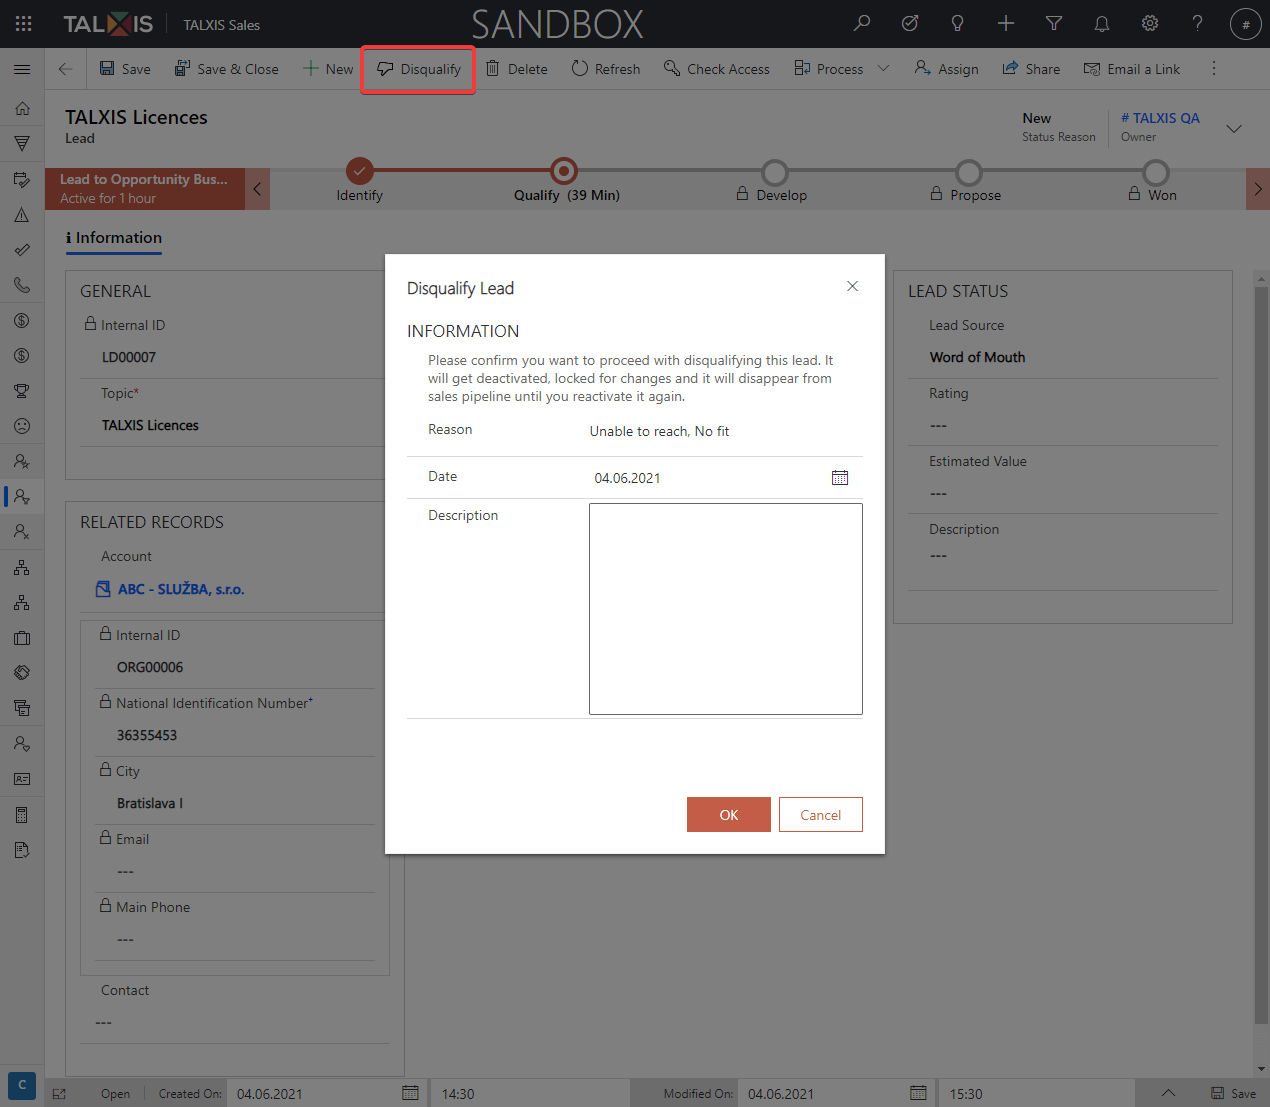 TALXIS
TALXIS Sales
SANDBOX
#
Save
Save & Close
New
Disqualify
Delete
Refresh
Check Access
Process
Assign
Share
Email a Link
TALXIS Licences
Lead
New
Status Reason
# TALXIS QA
Owner
Lead to Opportunity Bus...
Active for 1 hour
Identify
Qualify (39 Min)
Develop
Propose
Won
Information
GENERAL
Internal ID
LD00007
Topic*
TALXIS Licences
RELATED RECORDS
Account
ABC - SLUŽBA, s.r.o.
Internal ID
ORG00006
National Identification Number*
36355453
City
Bratislava I
Email
---
Main Phone
---
Contact
---
Disqualify Lead
INFORMATION
Please confirm you want to proceed with disqualifying this lead. It
will get deactivated, locked for changes and it will disappear from
sales pipeline until you reactivate it again.
Reason
Unable to reach, No fit
Date
04.06.2021
Description
OK
Cancel
LEAD STATUS
Lead Source
Word of Mouth
Rating
---
Estimated Value
---
Description
---
C
Open
Created On:
04.06.2021
14:30
Modified On:
04.06.2021
15:30
Save